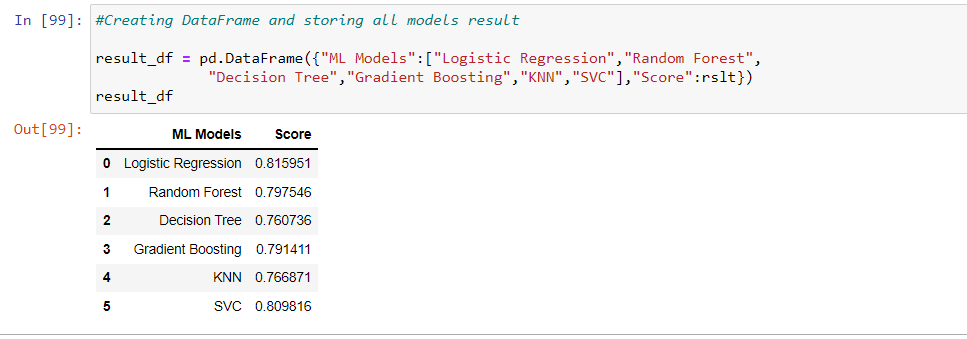 In [99]: #Creating DataFrame and storing all models result
result_df = pd.DataFrame({"ML Models":["Logistic Regression","Random Forest",
"Decision Tree","Gradient Boosting","KNN","SVC"],"Score":rslt})
result_df
Out[99]:
ML Models Score
0 Logistic Regression 0.815951
1 Random Forest 0.797546
2 Decision Tree 0.760736
3 Gradient Boosting 0.791411
4 KNN 0.766871
5 SVC 0.809816